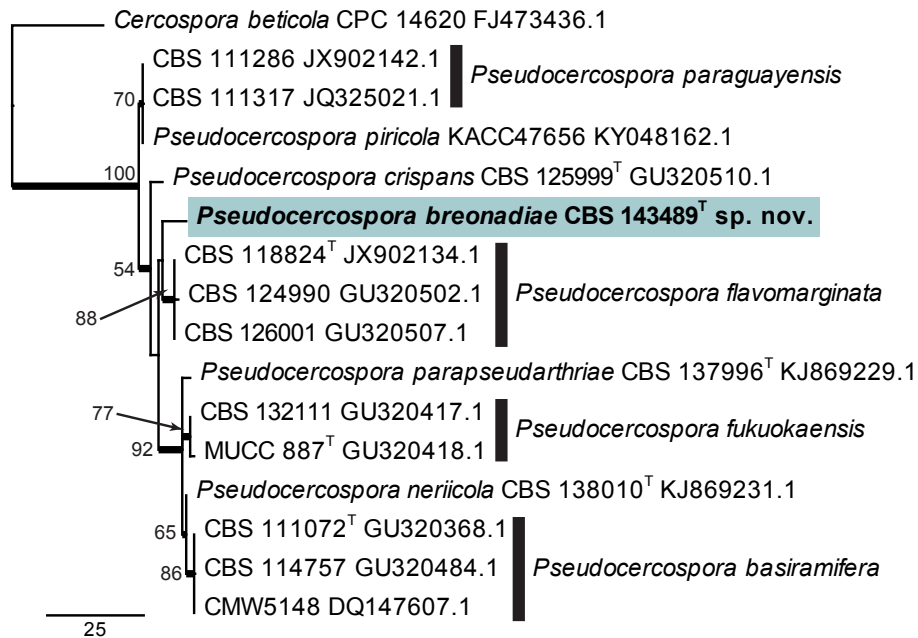 Cercospora beticola CPC 14620 FJ473436.1
CBS 111286 JX902142.1
Pseudocercospora paraguayensis
CBS 111317 JQ325021.1
70
Pseudocercospora piricola KACC47656 KY048162.1
100
Pseudocercospora crispans CBS 125999T GU320510.1
Pseudocercospora breonadiae CBS 143489T sp. nov.
CBS 118824T JX902134.1
54
CBS 124990 GU320502.1
Pseudocercospora flavomarginata
88
CBS 126001 GU320507.1
Pseudocercospora parapseudarthriae CBS 137996T KJ869229.1
77
CBS 132111 GU320417.1
Pseudocercospora fukuokaensis
92
MUCC 887T GU320418.1
Pseudocercospora neriicola CBS 138010T KJ869231.1
65
CBS 111072T GU320368.1
86
CBS 114757 GU320484.1
Pseudocercospora basiramifera
CMW5148 DQ147607.1
25